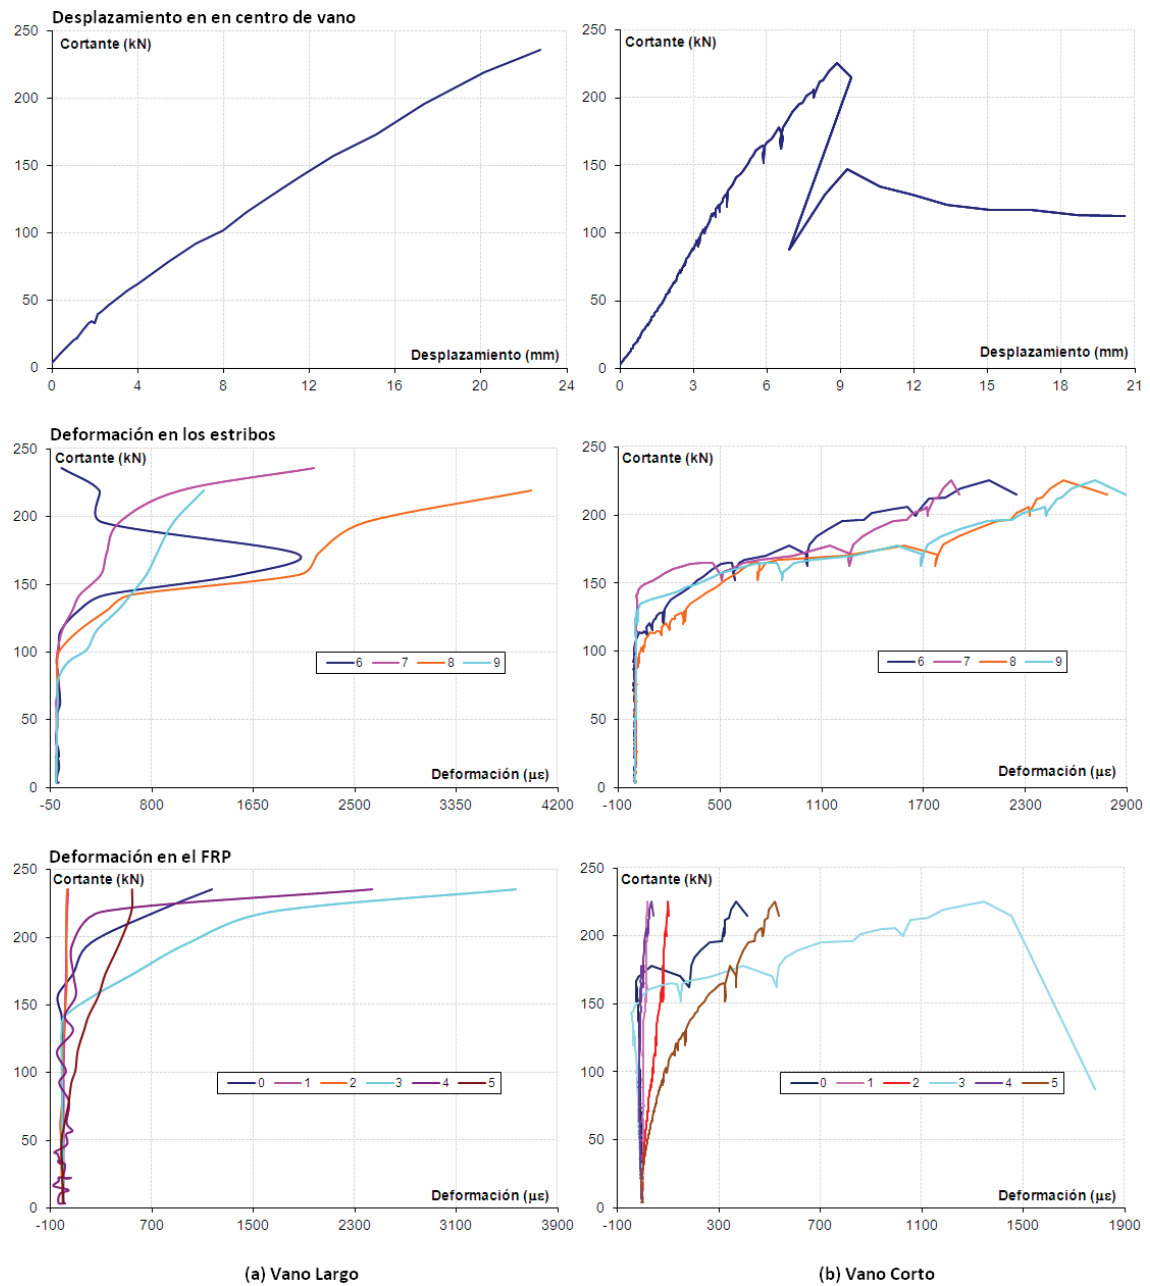 Desplazamiento en en centro de vano
Cortante (kN)
250
200
150
100
50
0
0 4 8 12 16 20 24
Desplazamiento (mm)
Cortante (kN)
250
200
150
100
50
0
0 3 6 9 12 15 18 21
Desplazamiento (mm)
Deformación en los estribos
Cortante (kN)
250
200
150
100
50
0
-50 800 1650 2500 3350 4200
6 7 8 9
Deformación (με)
Cortante (kN)
250
200
150
100
50
0
-100 500 1100 1700 2300 2900
6 7 8 9
Deformación (με)
Deformación en el FRP
Cortante (kN)
250
200
150
100
50
0
-100 700 1500 2300 3100 3900
0 1 2 3 4 5
Deformación (με)
Cortante (kN)
250
200
150
100
50
0
-100 300 700 1100 1500 1900
0 1 2 3 4 5
Deformación (με)
(a) Vano Largo
(b) Vano Corto